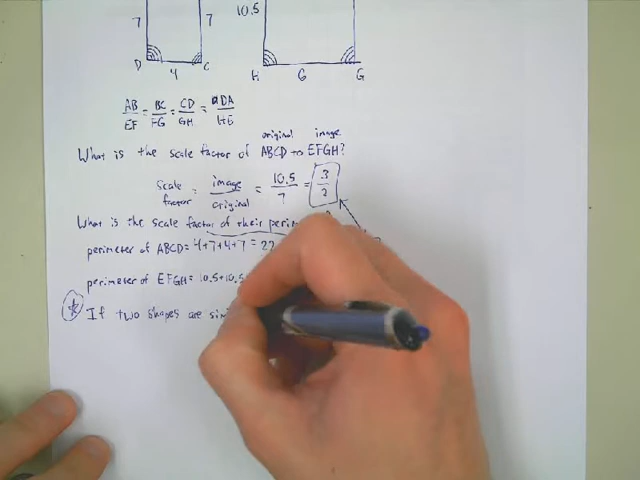 7 7 10.5
D 4 C H 6 G
AB/EF = BC/FG = CD/GH = DA/HE
original image
What is the scale factor of ABCD to EFGH?
Scale factor = image/original = 10.5/7 = 3/2
What is the scale factor of their
perimeter of ABCD = 4+7+4+7 = 22
perimeter of EFGH = 10.5+10.5
* If two shapes are